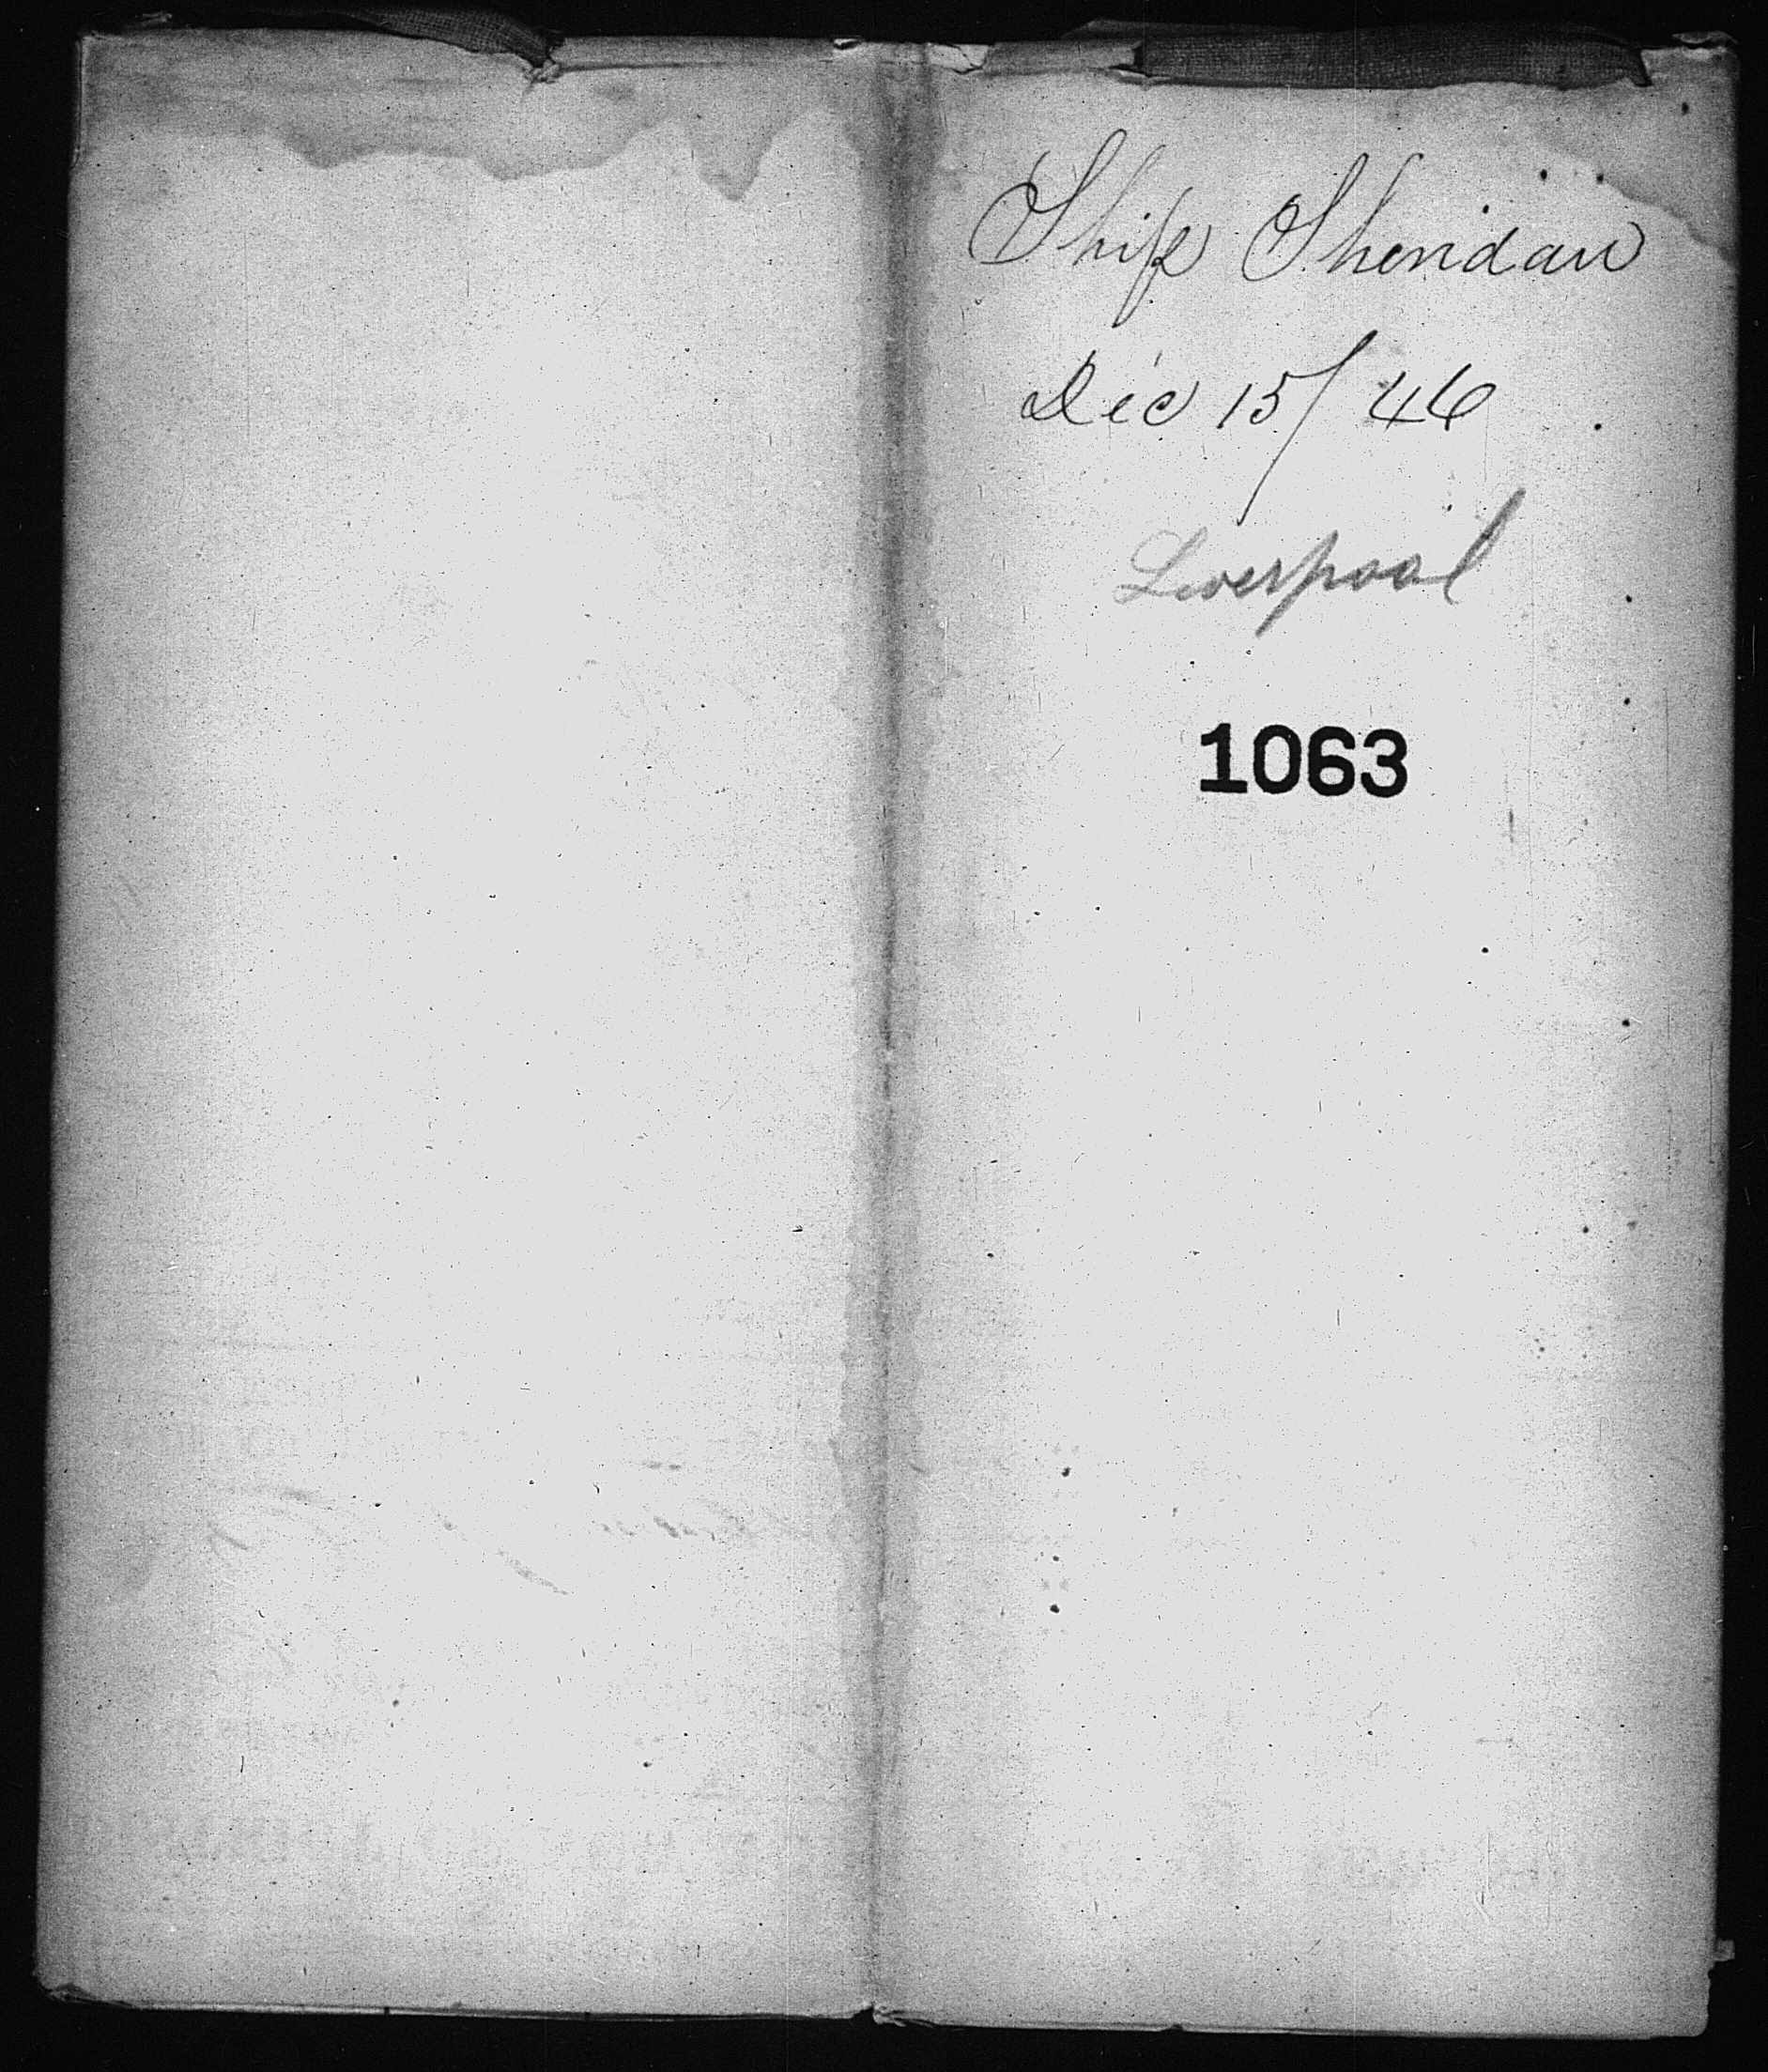 Ship Sheridan
Dec 15/46
Liverpool
1063